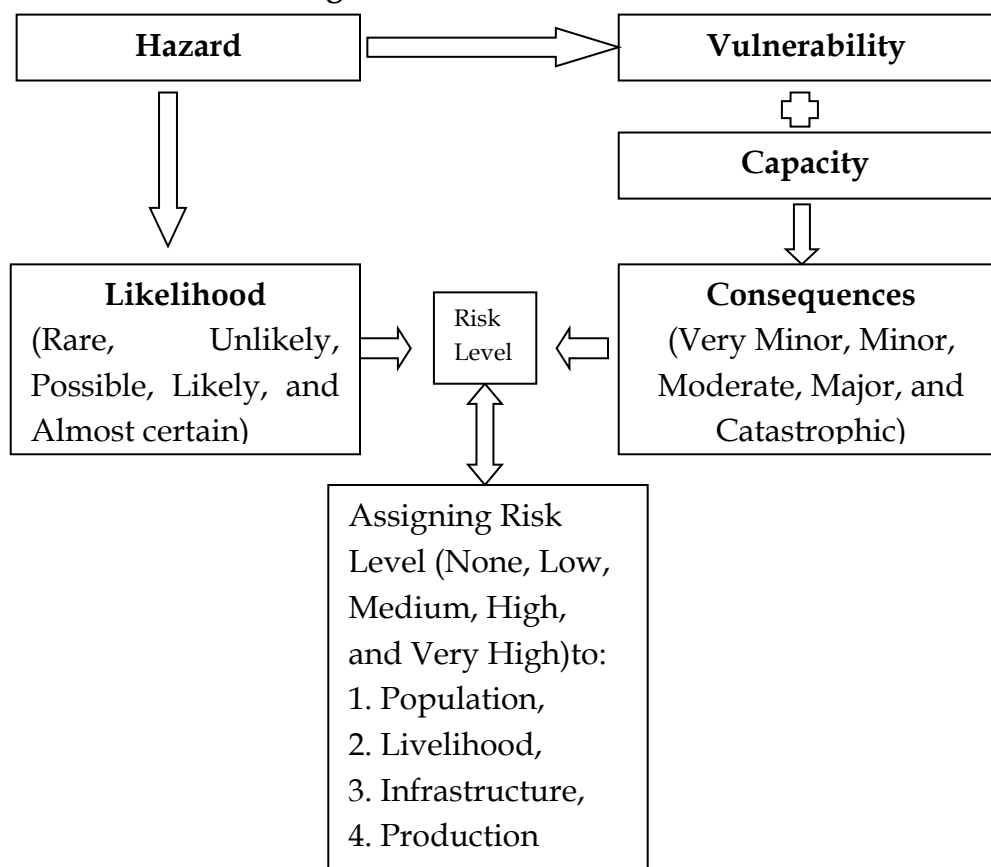 Hazard
Vulnerability
Capacity
Likelihood
(Rare, Unlikely,
Possible, Likely, and
Almost certain)
Risk
Level
Consequences
(Very Minor, Minor,
Moderate, Major, and
Catastrophic)
Assigning Risk
Level (None, Low,
Medium, High,
and Very High)to:
1. Population,
2. Livelihood,
3. Infrastructure,
4. Production